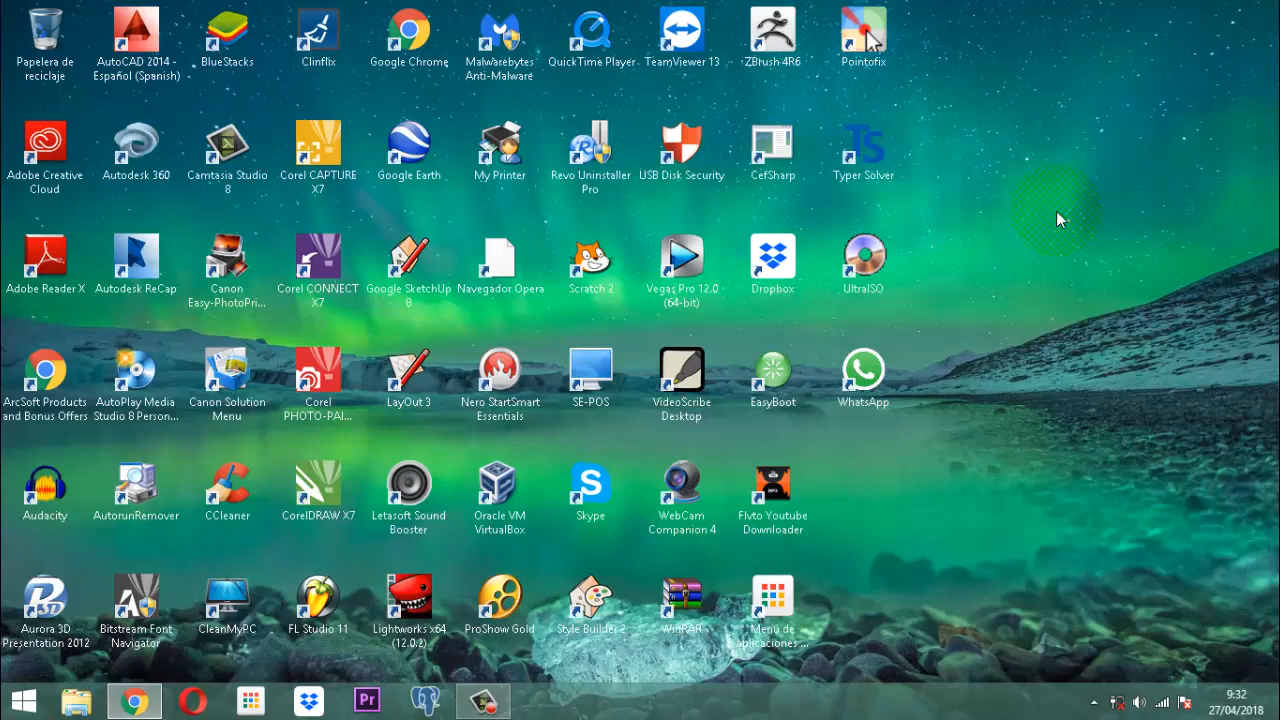 Papelera de
reciclaje
AutoCAD 2014 -
Español (Spanish)
BlueStacks
Clinflix
Google Chrome
Malwarebytes
Anti-Malware
QuickTime Player
TeamViewer 13
ZBrush 4R6
Pointofix
Adobe Creative
Cloud
Autodesk 360
Camtasia Studio
8
Corel CAPTURE
X7
Google Earth
My Printer
Revo Uninstaller
Pro
USB Disk Security
CefSharp
Ts
Typer Solver
Adobe Reader X
Autodesk ReCap
Canon
Easy-PhotoPri...
Corel CONNECT
X7
Google SketchUp
8
Navegador Opera
Scratch 2
Vegas Pro 12.0
(64-bit)
Dropbox
UltraISO
ArcSoft Products
and Bonus Offers
AutoPlay Media
Studio 8 Person...
Canon Solution
Menu
Corel
PHOTO-PAI...
LayOut 3
Nero StartSmart
Essentials
SE-POS
VideoScribe
Desktop
EasyBoot
WhatsApp
Audacity
AutorunRemover
CCleaner
CorelDRAW X7
Letasoft Sound
Booster
Oracle VM
VirtualBox
Skype
WebCam
Companion 4
Flvto Youtube
Downloader
Aurora 3D
Presentation 2012
Bitstream Font
Navigator
CleanMyPC
FL Studio 11
Lightworks x64
(12.0.2)
ProShow Gold
Style Builder 2
WinRAR
Menú de
aplicaciones ...
Pr
9:32
27/04/2018